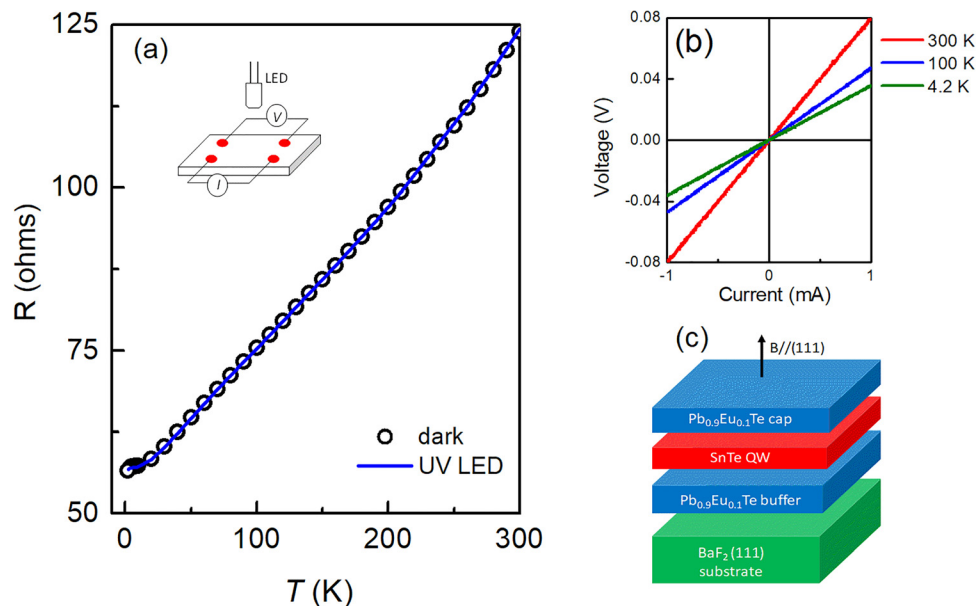 (a)
125
100
75
50
R (ohms)
0
100
200
300
T (K)
LED
V
I
dark
UV LED
(b)
0.08
0.04
0.00
-0.04
-0.08
Voltage (V)
-1
0
1
Current (mA)
300 K
100 K
4.2 K
(c)
B//(111)
Pb₀.₉Eu₀.₁Te cap
SnTe QW
Pb₀.₉Eu₀.₁Te buffer
BaF₂ (111)
substrate